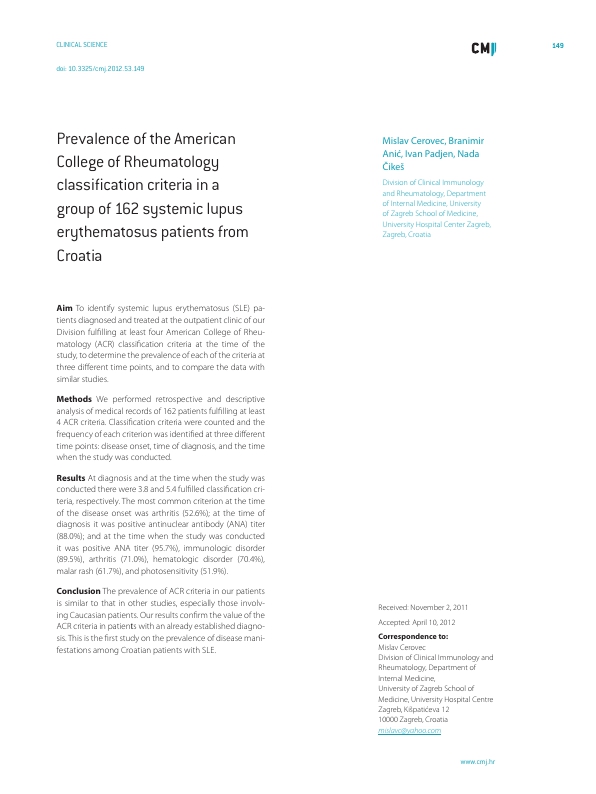 CLINICAL SCIENCE
CMJ
149
doi: 10.3325/cmj.2012.53.149
Prevalence of the American
College of Rheumatology
classification criteria in a
group of 162 systemic lupus
erythematosus patients from
Croatia
Mislav Cerovec, Branimir
Anić, Ivan Padjen, Nada
Čikeš
Division of Clinical Immunology
and Rheumatology, Department
of Internal Medicine, University
of Zagreb School of Medicine,
University Hospital Center Zagreb,
Zagreb, Croatia
Aim To identify systemic lupus erythematosus (SLE) pa-
tients diagnosed and treated at the outpatient clinic of our
Division fulfilling at least four American College of Rheu-
matology (ACR) classification criteria at the time of the
study, to determine the prevalence of each of the criteria at
three different time points, and to compare the data with
similar studies.
Methods We performed retrospective and descriptive
analysis of medical records of 162 patients fulfilling at least
4 ACR criteria. Classification criteria were counted and the
frequency of each criterion was identified at three different
time points: disease onset, time of diagnosis, and the time
when the study was conducted.
Results At diagnosis and at the time when the study was
conducted there were 3.8 and 5.4 fulfilled classification cri-
teria, respectively. The most common criterion at the time
of the disease onset was arthritis (52.6%); at the time of
diagnosis it was positive antinuclear antibody (ANA) titer
(88.0%); and at the time when the study was conducted
it was positive ANA titer (95.7%), immunologic disorder
(89.5%), arthritis (71.0%), hematologic disorder (70.4%),
malar rash (61.7%), and photosensitivity (51.9%).
Conclusion The prevalence of ACR criteria in our patients
is similar to that in other studies, especially those involv-
ing Caucasian patients. Our results confirm the value of the
ACR criteria in patients with an already established diagno-
sis. This is the first study on the prevalence of disease mani-
festations among Croatian patients with SLE.
Received: November 2, 2011
Accepted: April 10, 2012
Correspondence to:
Mislav Cerovec
Division of Clinical Immunology and
Rheumatology, Department of
Internal Medicine,
University of Zagreb School of
Medicine, University Hospital Centre
Zagreb, Kišpatićeva 12
10000 Zagreb, Croatia
mislavc@yahoo.com
www.cmj.hr